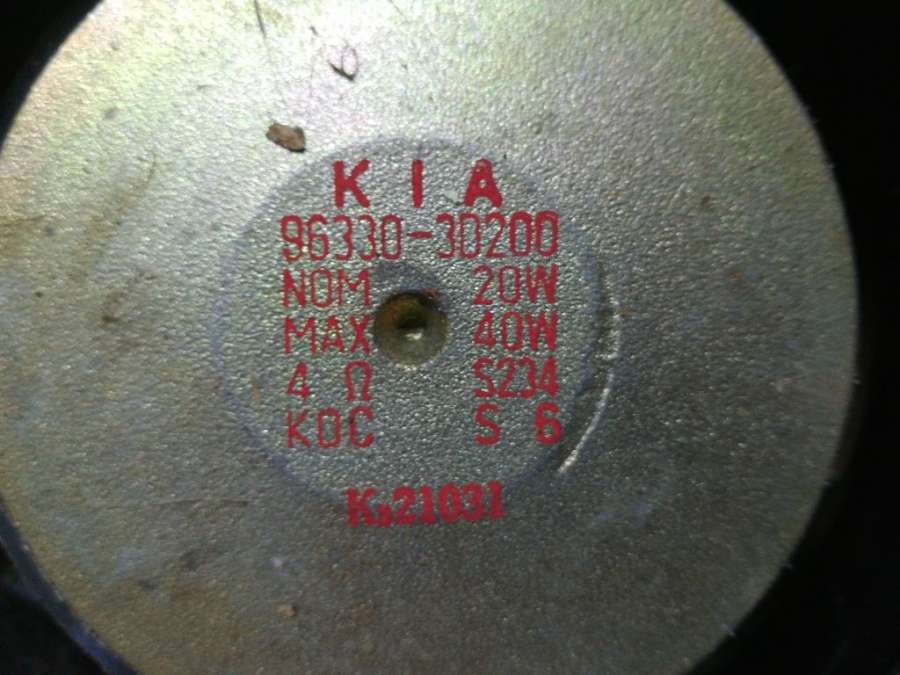 KIA
96330-3D200
NOM 20W
MAX 40W
4 Ω S234
KOC S 6
K321031